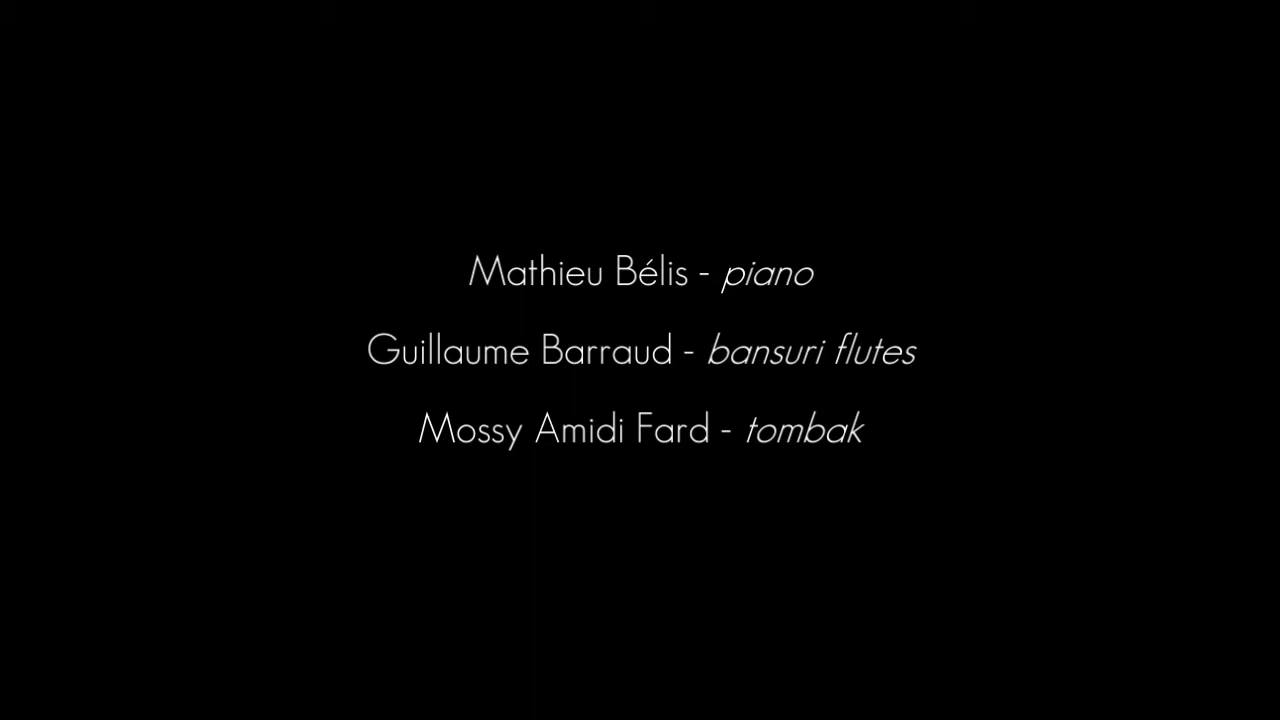 Mathieu Bélis - piano
Guillaume Barraud - bansuri flutes
Mossy Amidi Fard - tombak